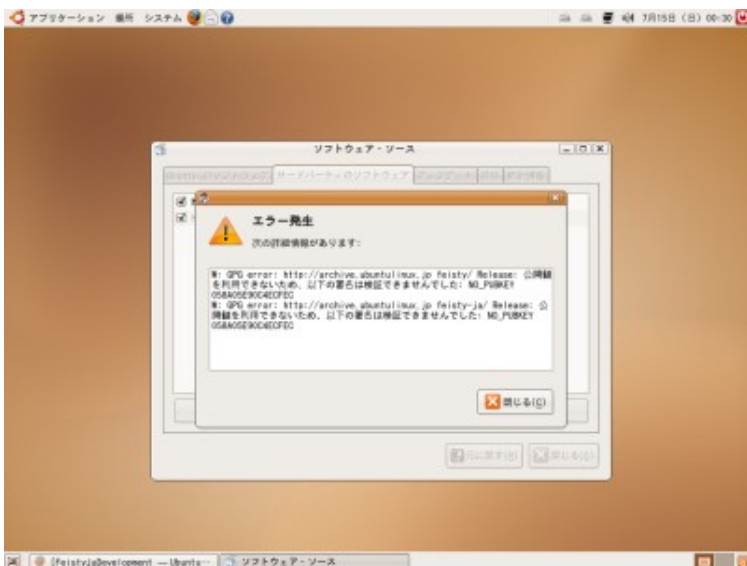 アプリケーション 場所 システム
7月15日 (日) 00:30
ソフトウェア・ソース
サードパーティのソフトウェア
エラー発生
次の詳細情報があります:
W: GPG error: http://archive.ubuntulinux.jp feisty/ Release: 公開鍵
を利用できないため、以下の署名は検証できませんでした: NO_PUBKEY
W: GPG error: http://archive.ubuntulinux.jp feisty-ja/ Release: 公
開鍵を利用できないため、以下の署名は検証できませんでした: NO_PUBKEY
閉じる(C)
元に戻す(R) 閉じる(C)
ソフトウェア・ソース